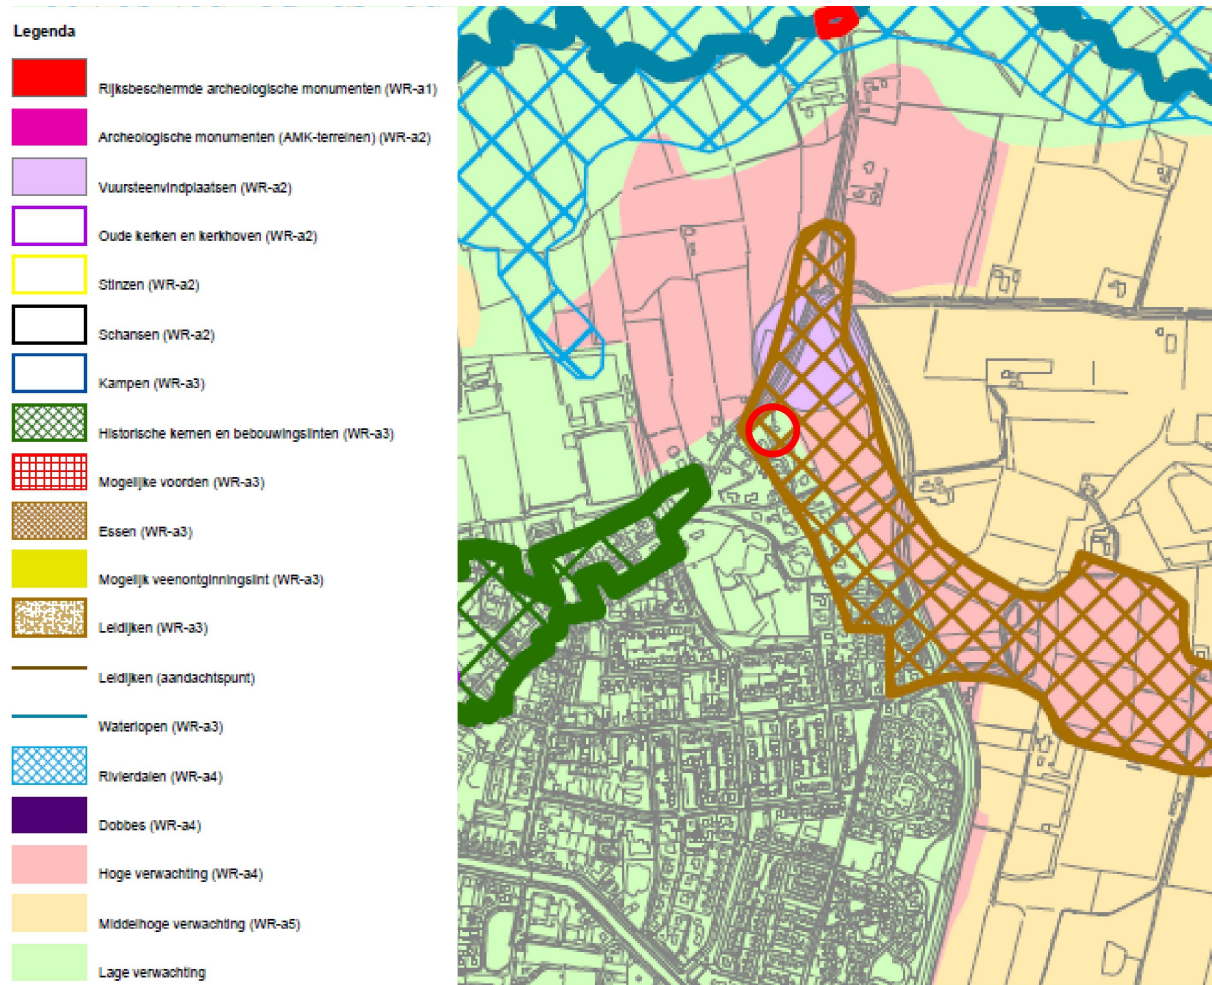 Legenda
Rijksbeschermde archeologische monumenten (WR-a1)
Archeologische monumenten (AMK-terreinen) (WR-a2)
Vuursteenvindplaatsen (WR-a2)
Oude kerken en kerkhoven (WR-a2)
Stinzen (WR-a2)
Schansen (WR-a2)
Kampen (WR-a3)
Historische kernen en bebouwingslinten (WR-a3)
Mogelijke voorden (WR-a3)
Essen (WR-a3)
Mogelijk veenontginningslint (WR-a3)
Leidijken (WR-a3)
Leidijken (aandachtspunt)
Waterlopen (WR-a3)
Rivierdalen (WR-a4)
Dobbes (WR-a4)
Hoge verwachting (WR-a4)
Middelhoge verwachting (WR-a5)
Lage verwachting